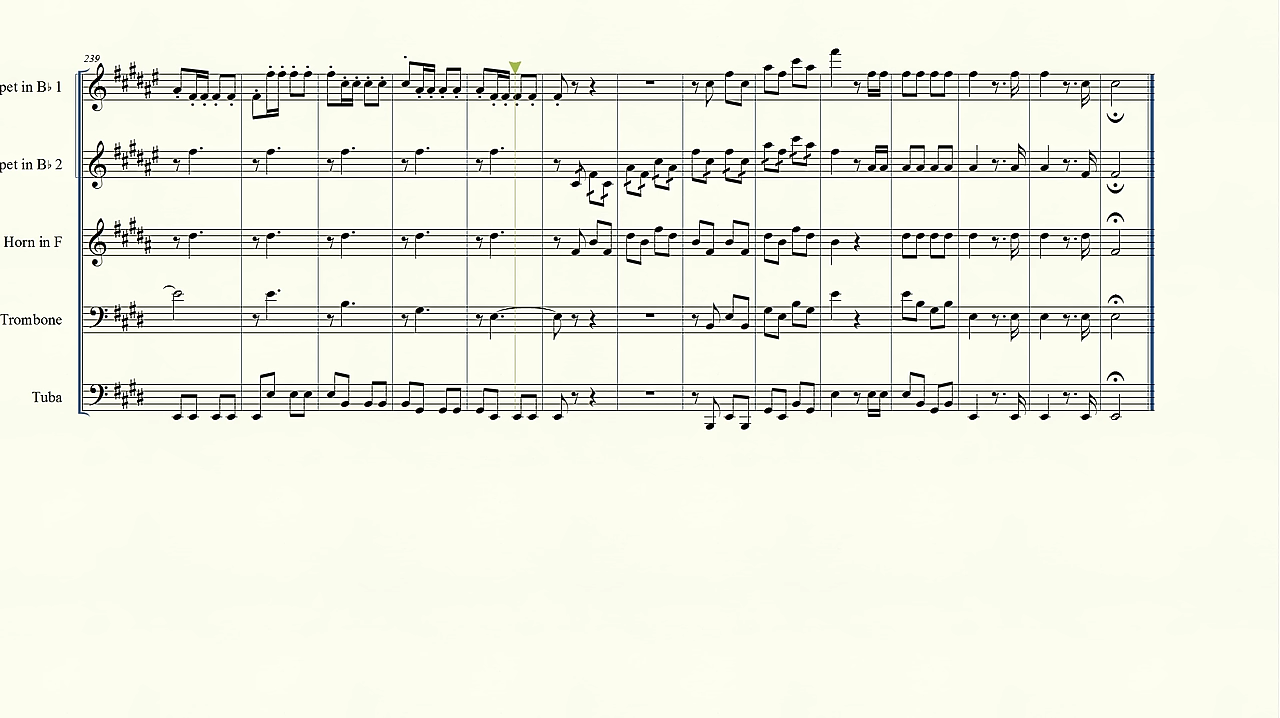 239
pet in B♭ 1
pet in B♭ 2
Horn in F
Trombone
Tuba